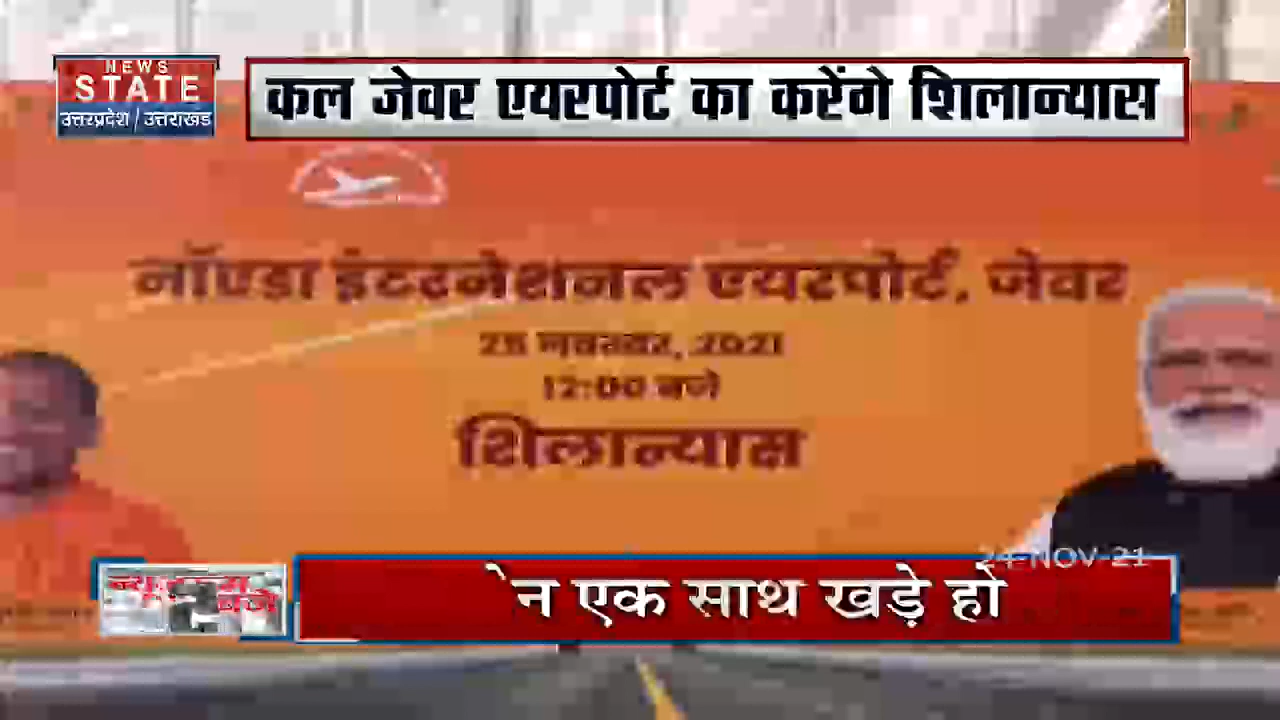 NEWS
STATE
उत्तरप्रदेश / उत्तराखंड
कल जेवर एयरपोर्ट का करेंगे शिलान्यास
नॉएडा इंटरनेशनल एयरपोर्ट, जेवर
25 नवम्बर, 2021
12:00 बजे
शिलान्यास
24-NOV-21
न एक साथ खड़े हो